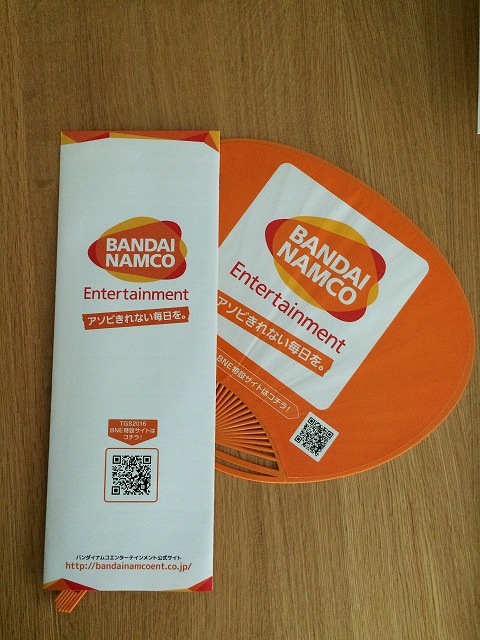 BANDAI
NAMCO
Entertainment
アソビきれない毎日を。
TGS2016
BNE特設サイトは
コチラ!
バンダイナムコエンターテインメント公式サイト
http://bandainamcoent.co.jp/
BANDAI
NAMCO
Entertainment
アソビきれない毎日を。
BNE特設サイトはコチラ!